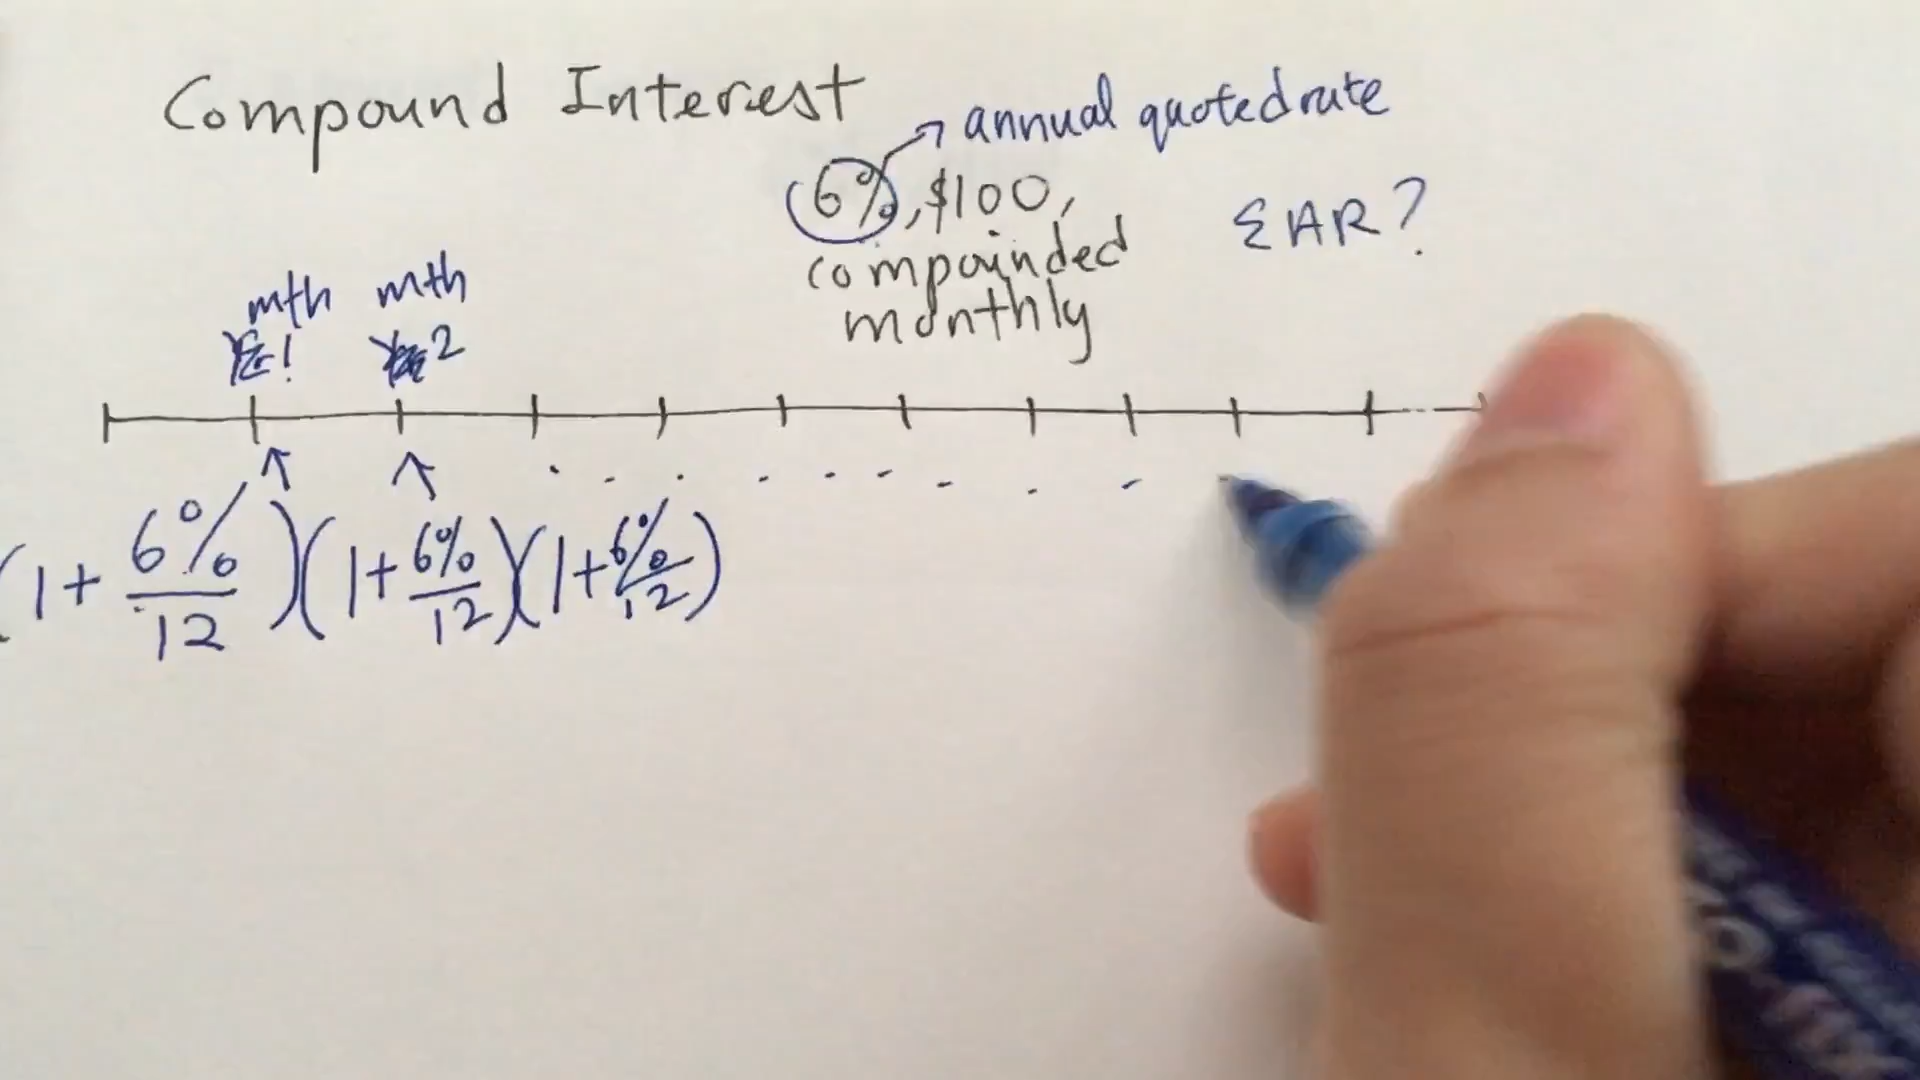 Compound Interest
annual quoted rate
6%, $100,
compounded
monthly
EAR?
mth mth
1 2
(1 + 6%/12)(1 + 6%/12)(1 + 6%/12)